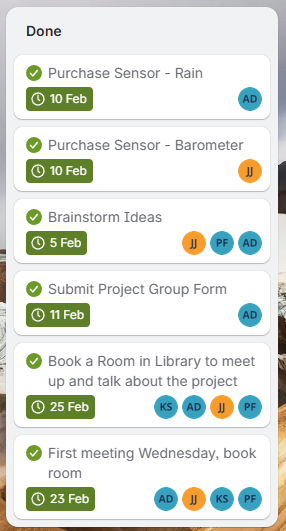 Done
Purchase Sensor - Rain
10 Feb AD
Purchase Sensor - Barometer
10 Feb JJ
Brainstorm Ideas
5 Feb JJ PF AD
Submit Project Group Form
11 Feb AD
Book a Room in Library to meet
up and talk about the project
25 Feb KS AD JJ PF
First meeting Wednesday, book
room
23 Feb AD JJ KS PF